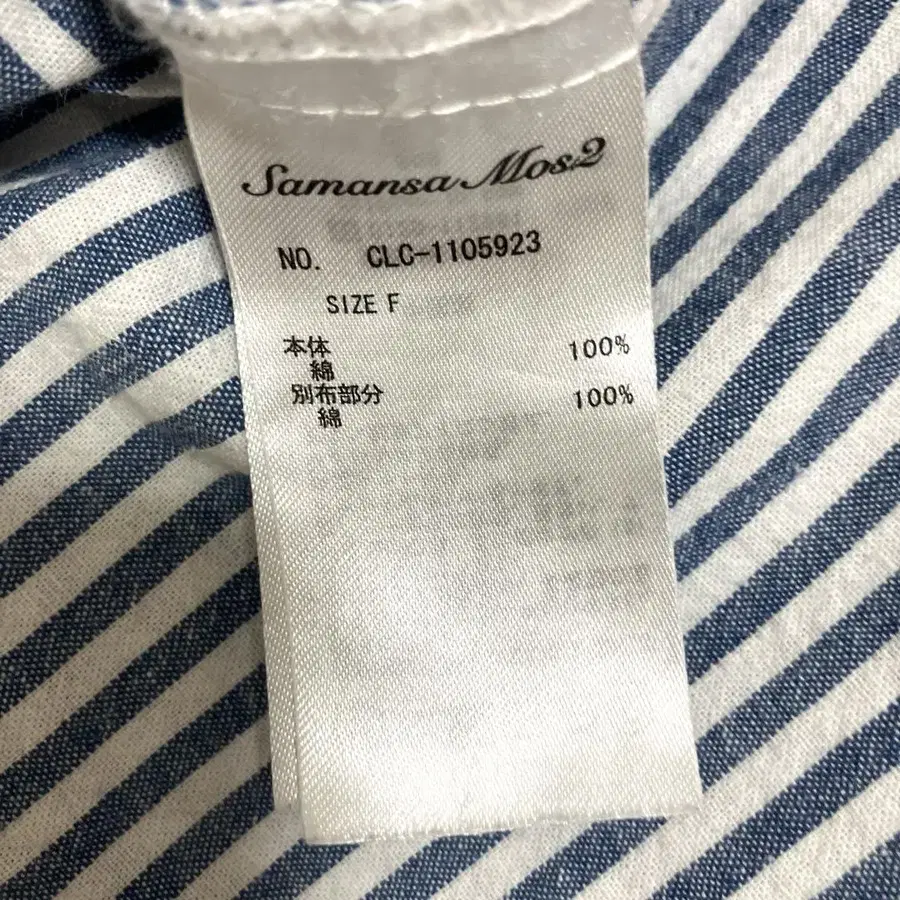 Samansa Mos2
NO. CLC-1105923
SIZE F
本体 100%
綿
別布部分 100%
綿